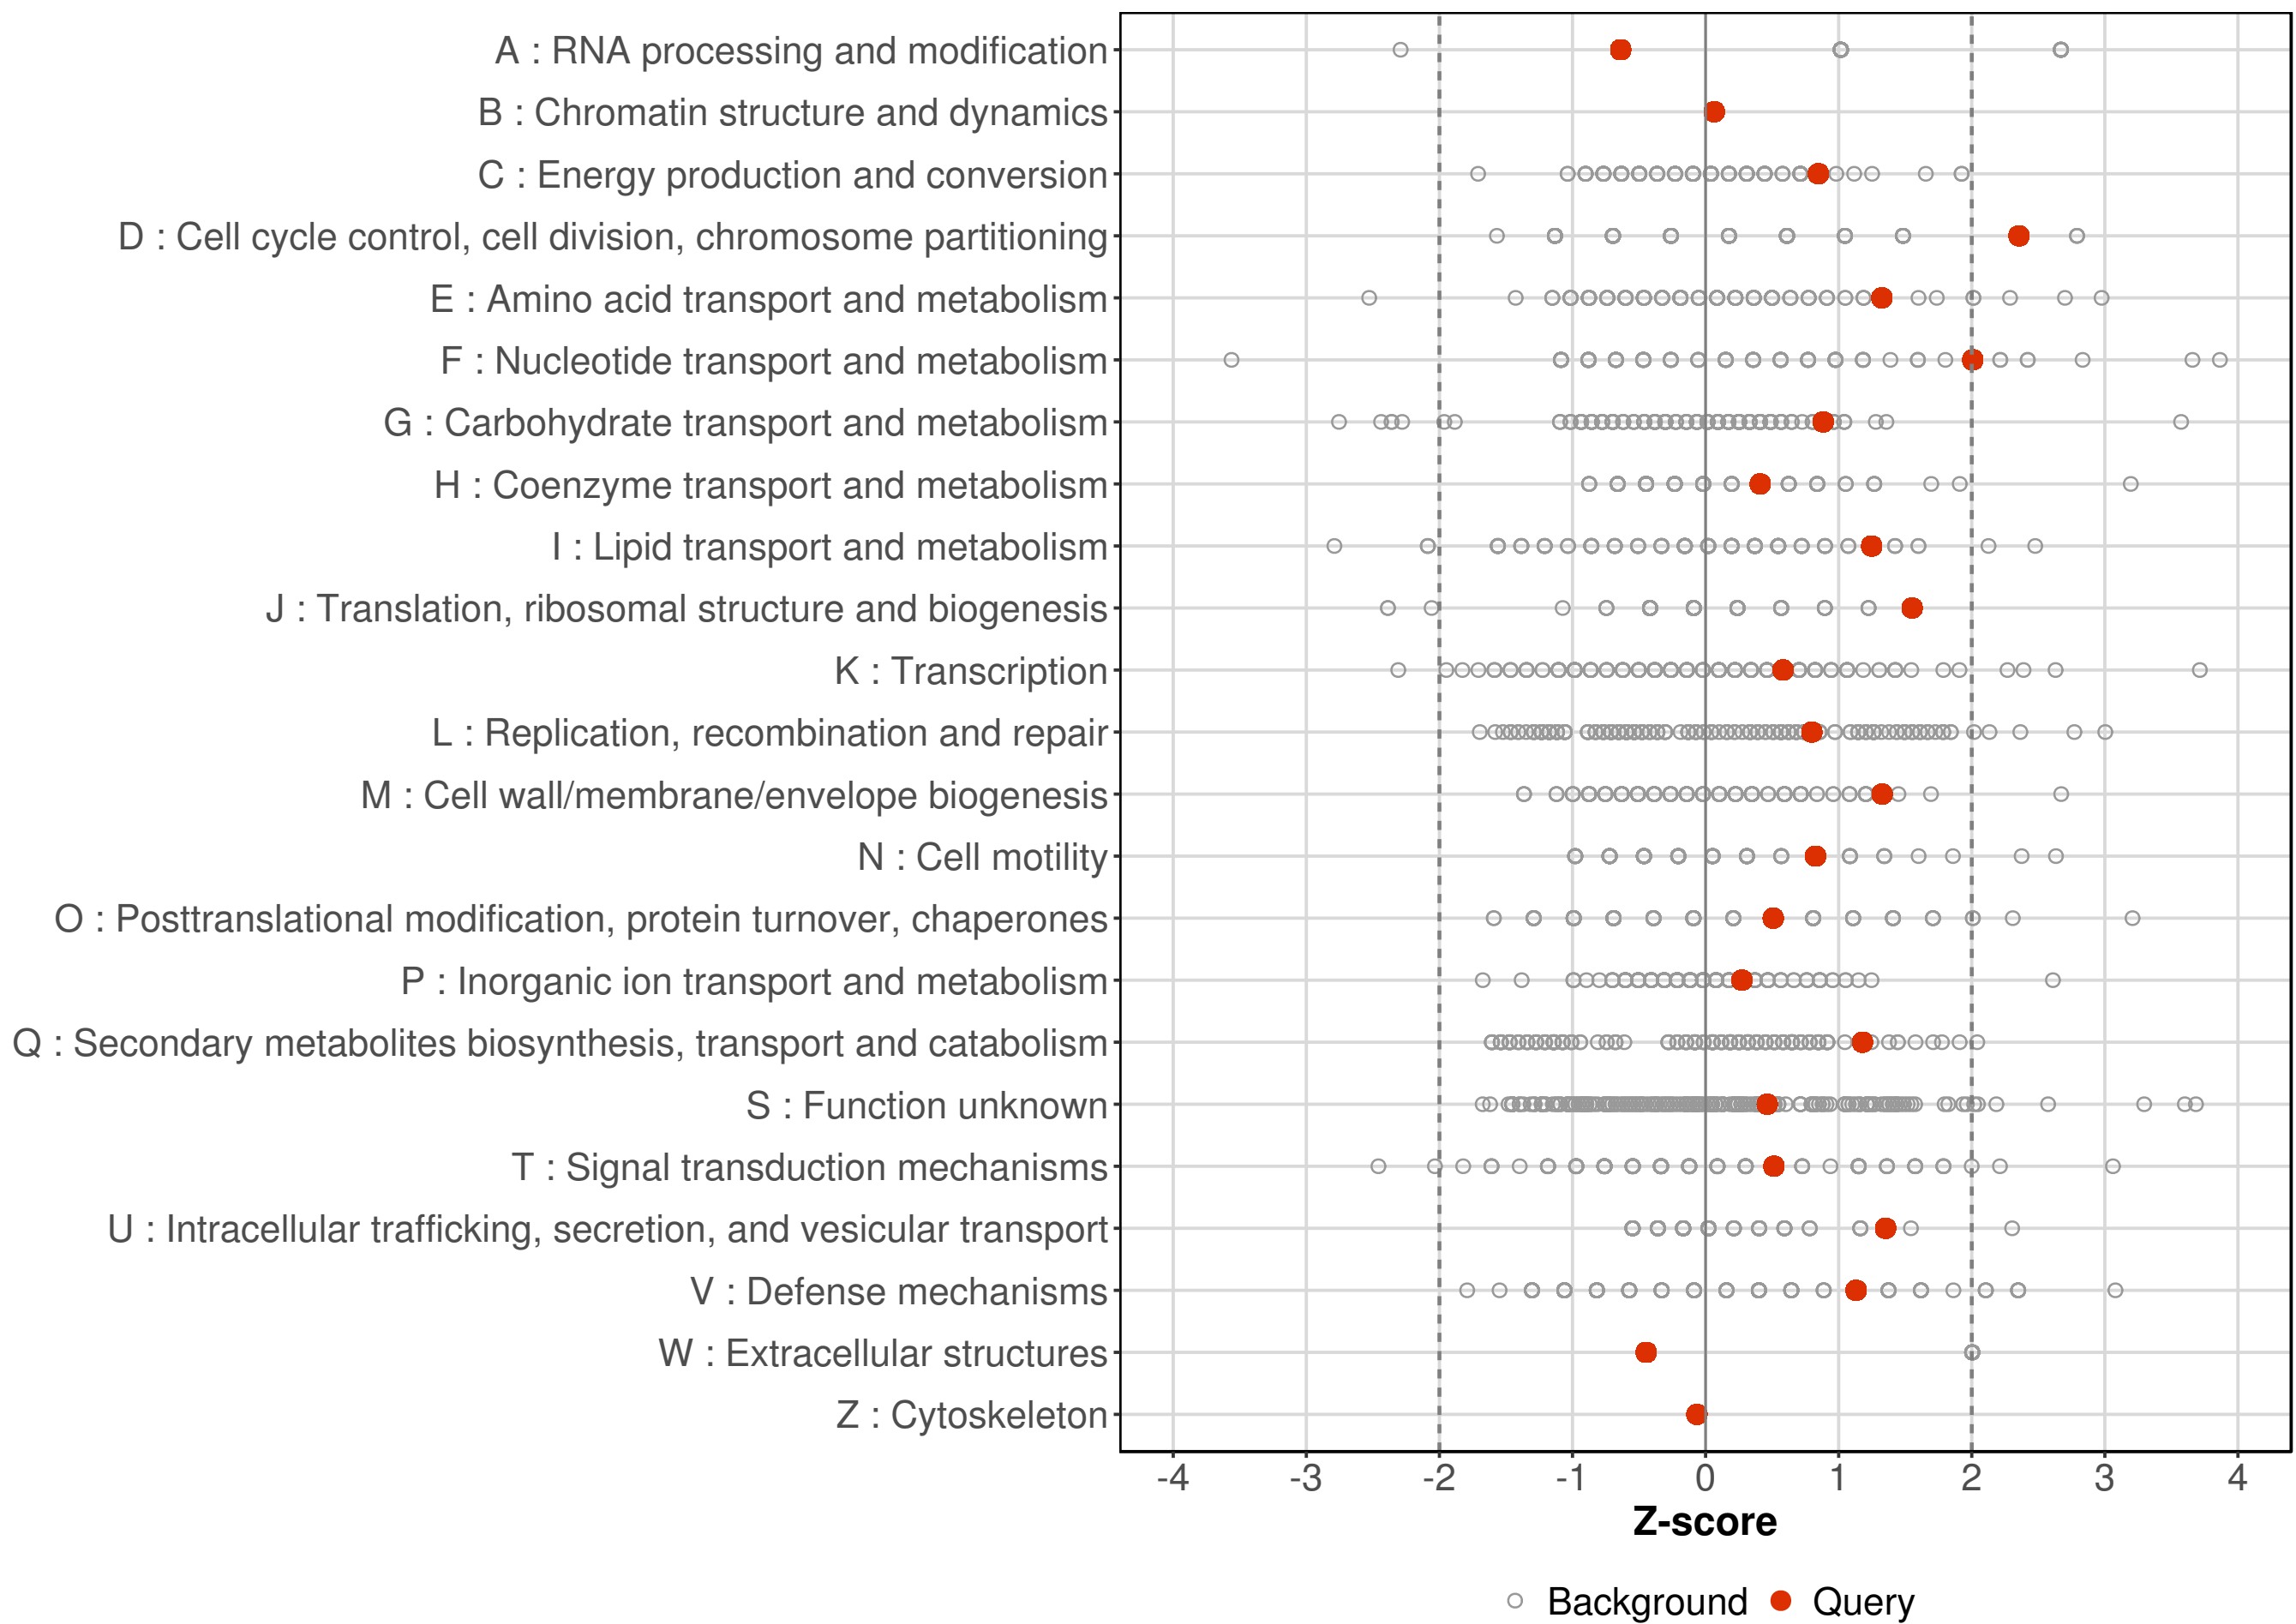 A : RNA processing and modification
B : Chromatin structure and dynamics
C : Energy production and conversion
D : Cell cycle control, cell division, chromosome partitioning
E : Amino acid transport and metabolism
F : Nucleotide transport and metabolism
G : Carbohydrate transport and metabolism
H : Coenzyme transport and metabolism
I : Lipid transport and metabolism
J : Translation, ribosomal structure and biogenesis
K : Transcription
L : Replication, recombination and repair
M : Cell wall/membrane/envelope biogenesis
N : Cell motility
O : Posttranslational modification, protein turnover, chaperones
P : Inorganic ion transport and metabolism
Q : Secondary metabolites biosynthesis, transport and catabolism
S : Function unknown
T : Signal transduction mechanisms
U : Intracellular trafficking, secretion, and vesicular transport
V : Defense mechanisms
W : Extracellular structures
Z : Cytoskeleton
-4 -3 -2 -1 0 1 2 3 4
Z-score
Background Query